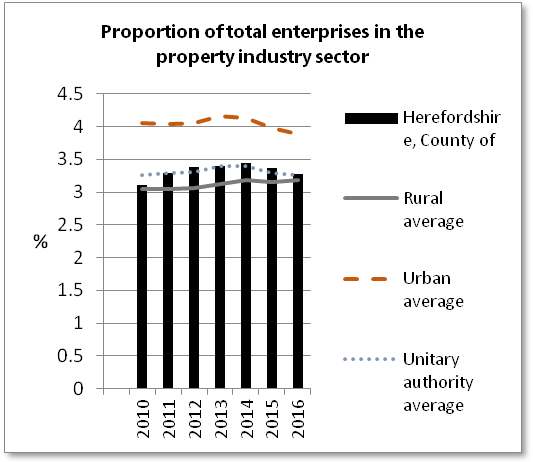 Proportion of total enterprises in the
property industry sector
4.5
4
3.5
3
2.5
2
1.5
1
0.5
0
%
2010
2011
2012
2013
2014
2015
2016
Herefordshir
e, County of
Rural
average
Urban
average
Unitary
authority
average